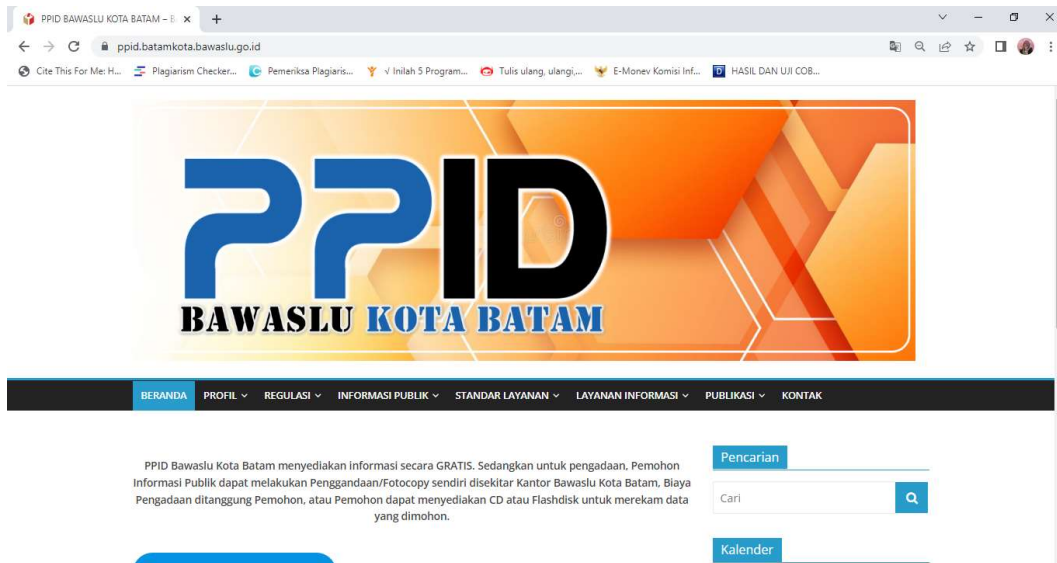 PPID BAWASLU KOTA BATAM – B
ppid.batamkota.bawaslu.go.id
Cite This For Me: H...
Plagiarism Checker...
Pemeriksa Plagiaris...
√ Inilah 5 Program...
Tulis ulang, ulangi,...
E-Monev Komisi Inf...
HASIL DAN UJI COB...
PPID
BAWASLU KOTA BATAM
BERANDA PROFIL REGULASI INFORMASI PUBLIK STANDAR LAYANAN LAYANAN INFORMASI PUBLIKASI KONTAK
PPID Bawaslu Kota Batam menyediakan informasi secara GRATIS. Sedangkan untuk pengadaan, Pemohon
Informasi Publik dapat melakukan Penggandaan/Fotocopy sendiri disekitar Kantor Bawaslu Kota Batam, Biaya
Pengadaan ditanggung Pemohon, atau Pemohon dapat menyediakan CD atau Flashdisk untuk merekam data
yang dimohon.
Pencarian
Cari
Kalender